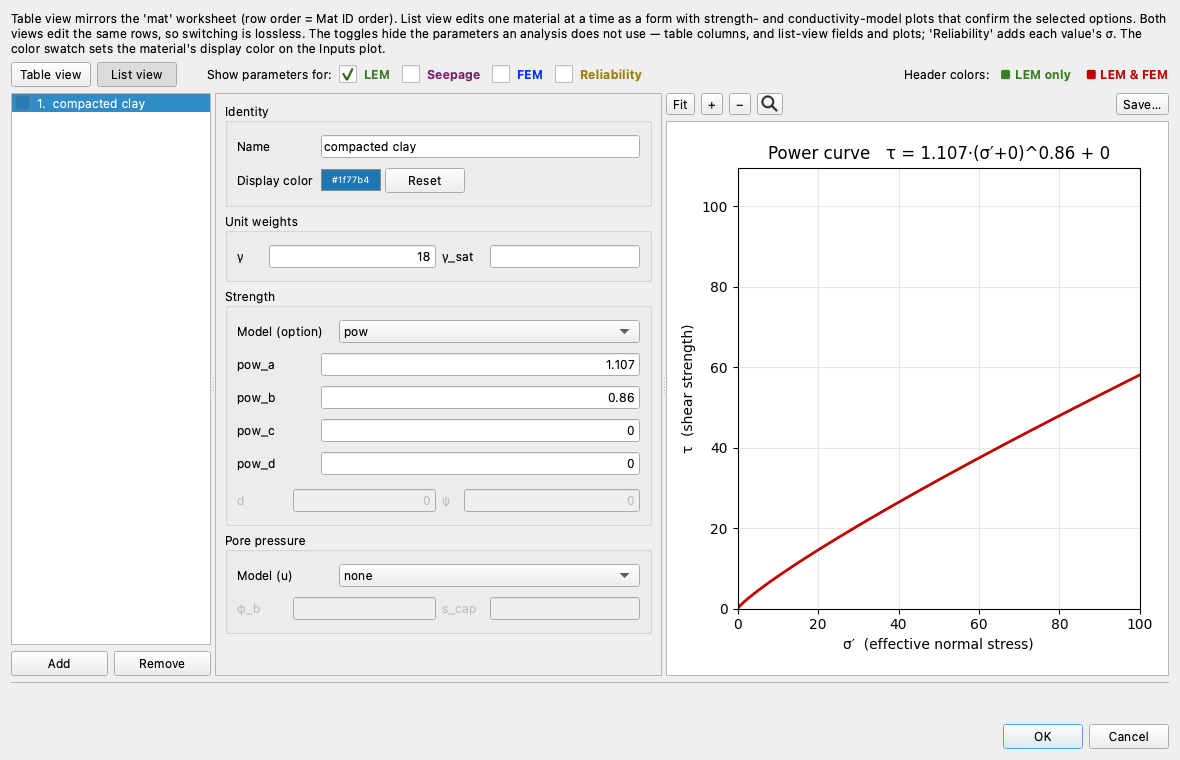 Table view mirrors the 'mat' worksheet (row order = Mat ID order). List view edits one material at a time as a form with strength- and conductivity-model plots that confirm the selected options. Both
views edit the same rows, so switching is lossless. The toggles hide the parameters an analysis does not use — table columns, and list-view fields and plots; 'Reliability' adds each value's σ. The
color swatch sets the material's display color on the Inputs plot.
Table view
List view
Show parameters for:
LEM
Seepage
FEM
Reliability
Header colors:
LEM only
LEM & FEM
1. compacted clay
Add
Remove
Identity
Name
compacted clay
Display color
#1f77b4
Reset
Unit weights
γ
18
γ_sat
Strength
Model (option)
pow
pow_a
1.107
pow_b
0.86
pow_c
0
pow_d
0
d
0
ψ
0
Pore pressure
Model (u)
none
φ_b
s_cap
Fit
+
−
Save...
Power curve τ = 1.107·(σ′+0)^0.86 + 0
τ (shear strength)
100
80
60
40
20
0
0
20
40
60
80
100
σ′ (effective normal stress)
OK
Cancel